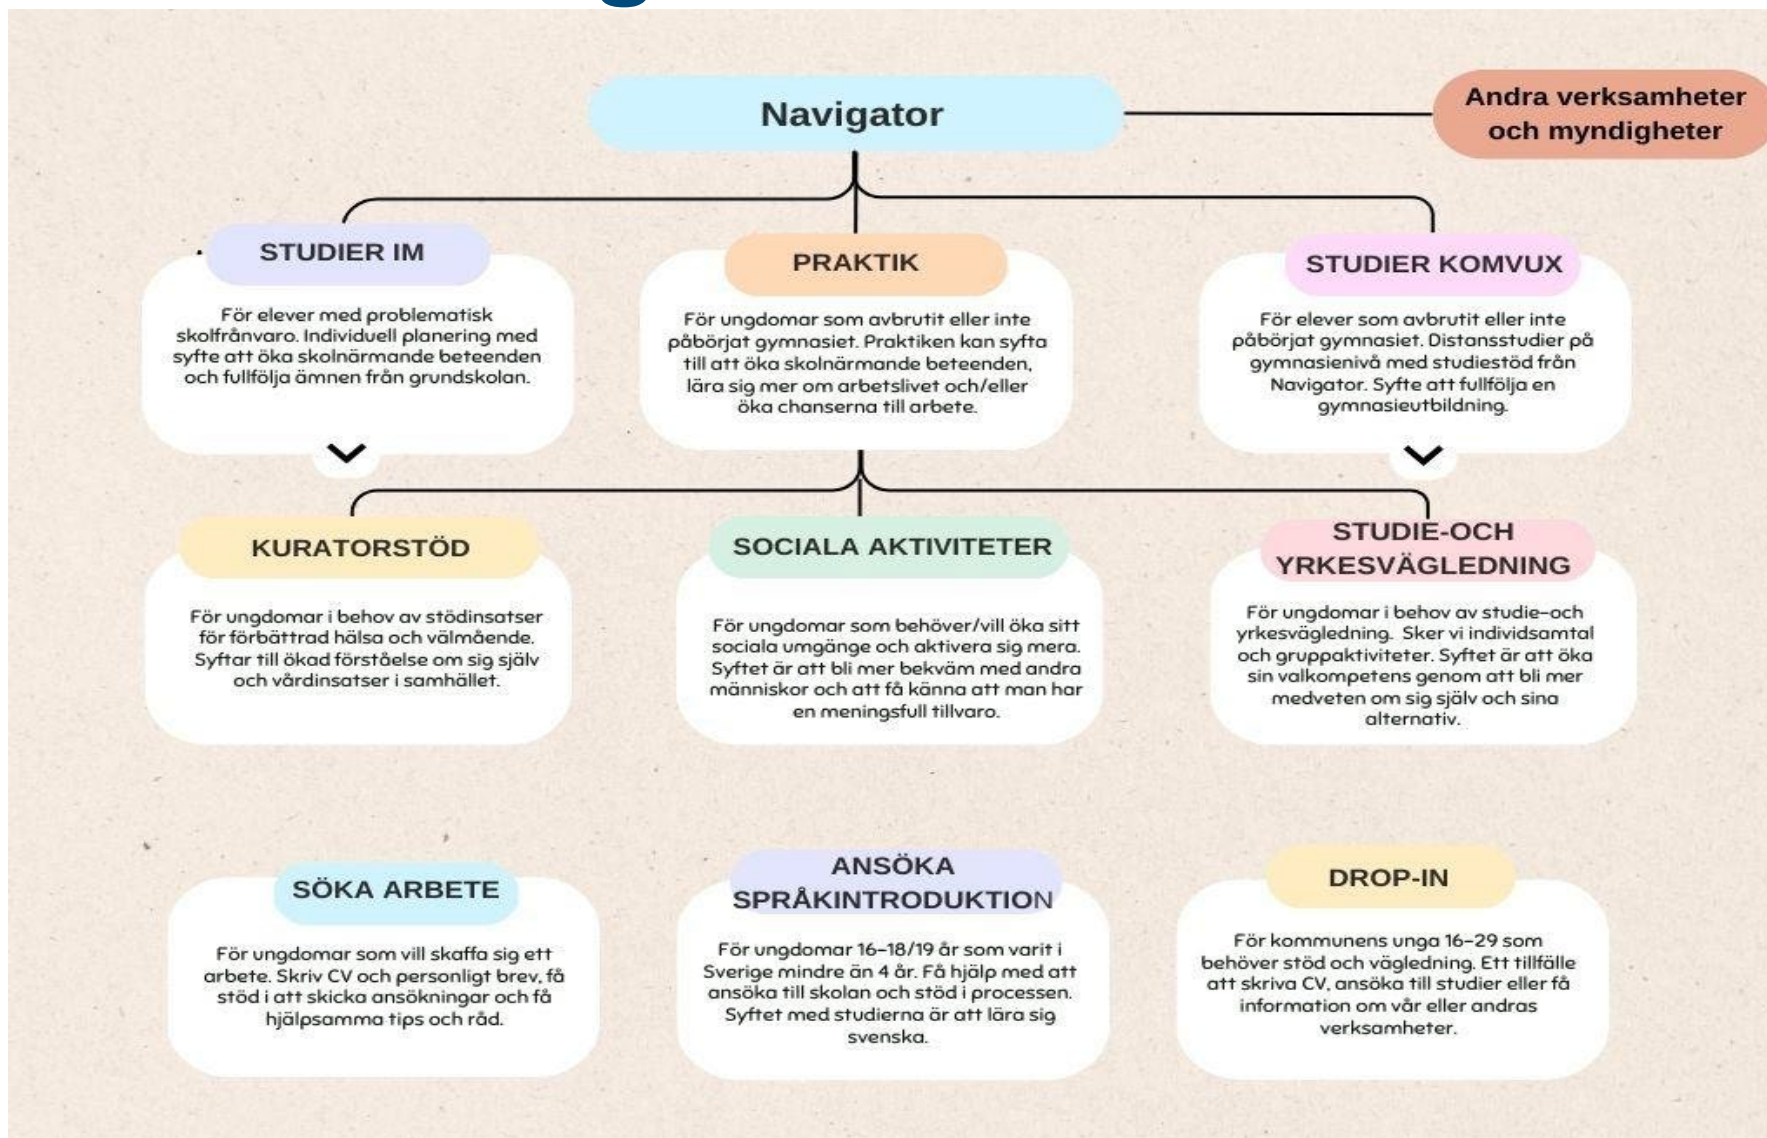 Navigator
Andra verksamheter
och myndigheter
STUDIER IM
För elever med problematisk
skolfrånvaro. Individuell planering med
syfte att öka skolnärmande beteenden
och fullfölja ämnen från grundskolan.
PRAKTIK
För ungdomar som avbrutit eller inte
påbörjat gymnasiet. Praktiken kan syfta
till att öka skolnärmande beteenden,
lära sig mer om arbetslivet och/eller
öka chanserna till arbete.
STUDIER KOMVUX
För elever som avbrutit eller inte
påbörjat gymnasiet. Distansstudier på
gymnasienivå med studiestöd från
Navigator. Syfte att fullfölja en
gymnasieutbildning.
KURATORSTÖD
För ungdomar i behov av stödinsatser
för förbättrad hälsa och välmående.
Syftar till ökad förståelse om sig själv
och vårdinsatser i samhället.
SOCIALA AKTIVITETER
För ungdomar som behöver/vill öka sitt
sociala umgänge och aktivera sig mera.
Syftet är att bli mer bekväm med andra
människor och att få känna att man har
en meningsfull tillvaro.
STUDIE-OCH
YRKESVÄGLEDNING
För ungdomar i behov av studie-och
yrkesvägledning. Sker vi individsamtal
och gruppaktiviteter. Syftet är att öka
sin valkompetens genom att bli mer
medveten om sig själv och sina
alternativ.
SÖKA ARBETE
För ungdomar som vill skaffa sig ett
arbete. Skriv CV och personligt brev, få
stöd i att skicka ansökningar och få
hjälpsamma tips och råd.
ANSÖKA
SPRÅKINTRODUKTION
För ungdomar 16-18/19 år som varit i
Sverige mindre än 4 år. Få hjälp med att
ansöka till skolan och stöd i processen.
Syftet med studierna är att lära sig
svenska.
DROP-IN
För kommunens unga 16-29 som
behöver stöd och vägledning. Ett tillfälle
att skriva CV, ansöka till studier eller få
information om vår eller andras
verksamheter.